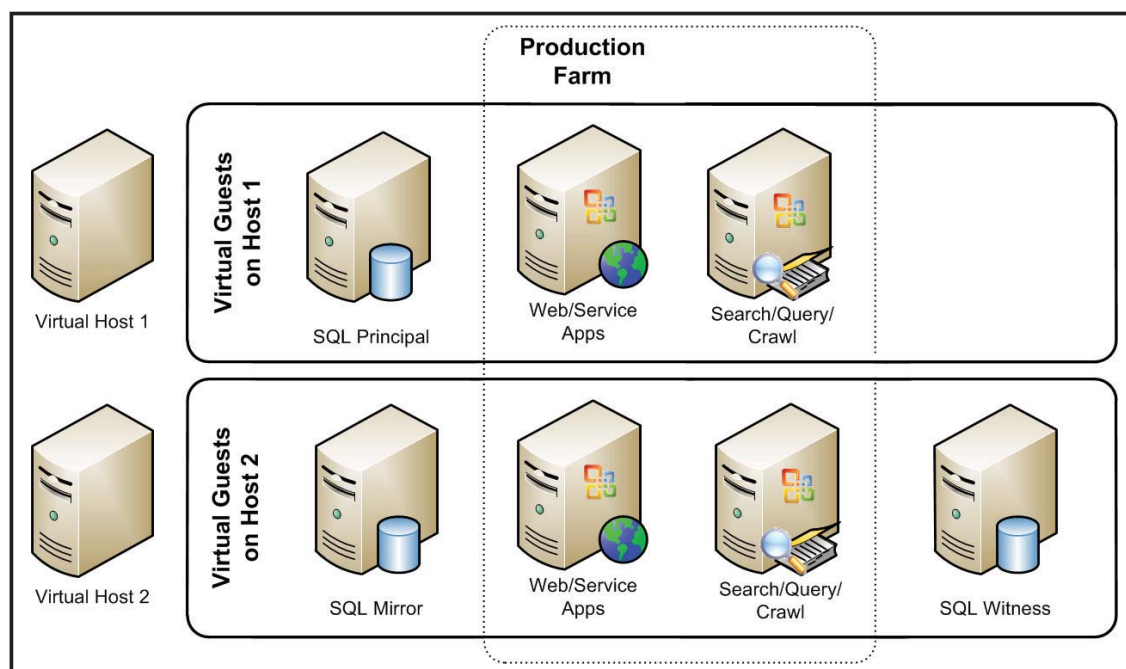 Production
Farm
Virtual Guests
on Host 1
Virtual Host 1
SQL Principal
Web/Service
Apps
Search/Query/
Crawl
Virtual Guests
on Host 2
Virtual Host 2
SQL Mirror
Web/Service
Apps
Search/Query/
Crawl
SQL Witness